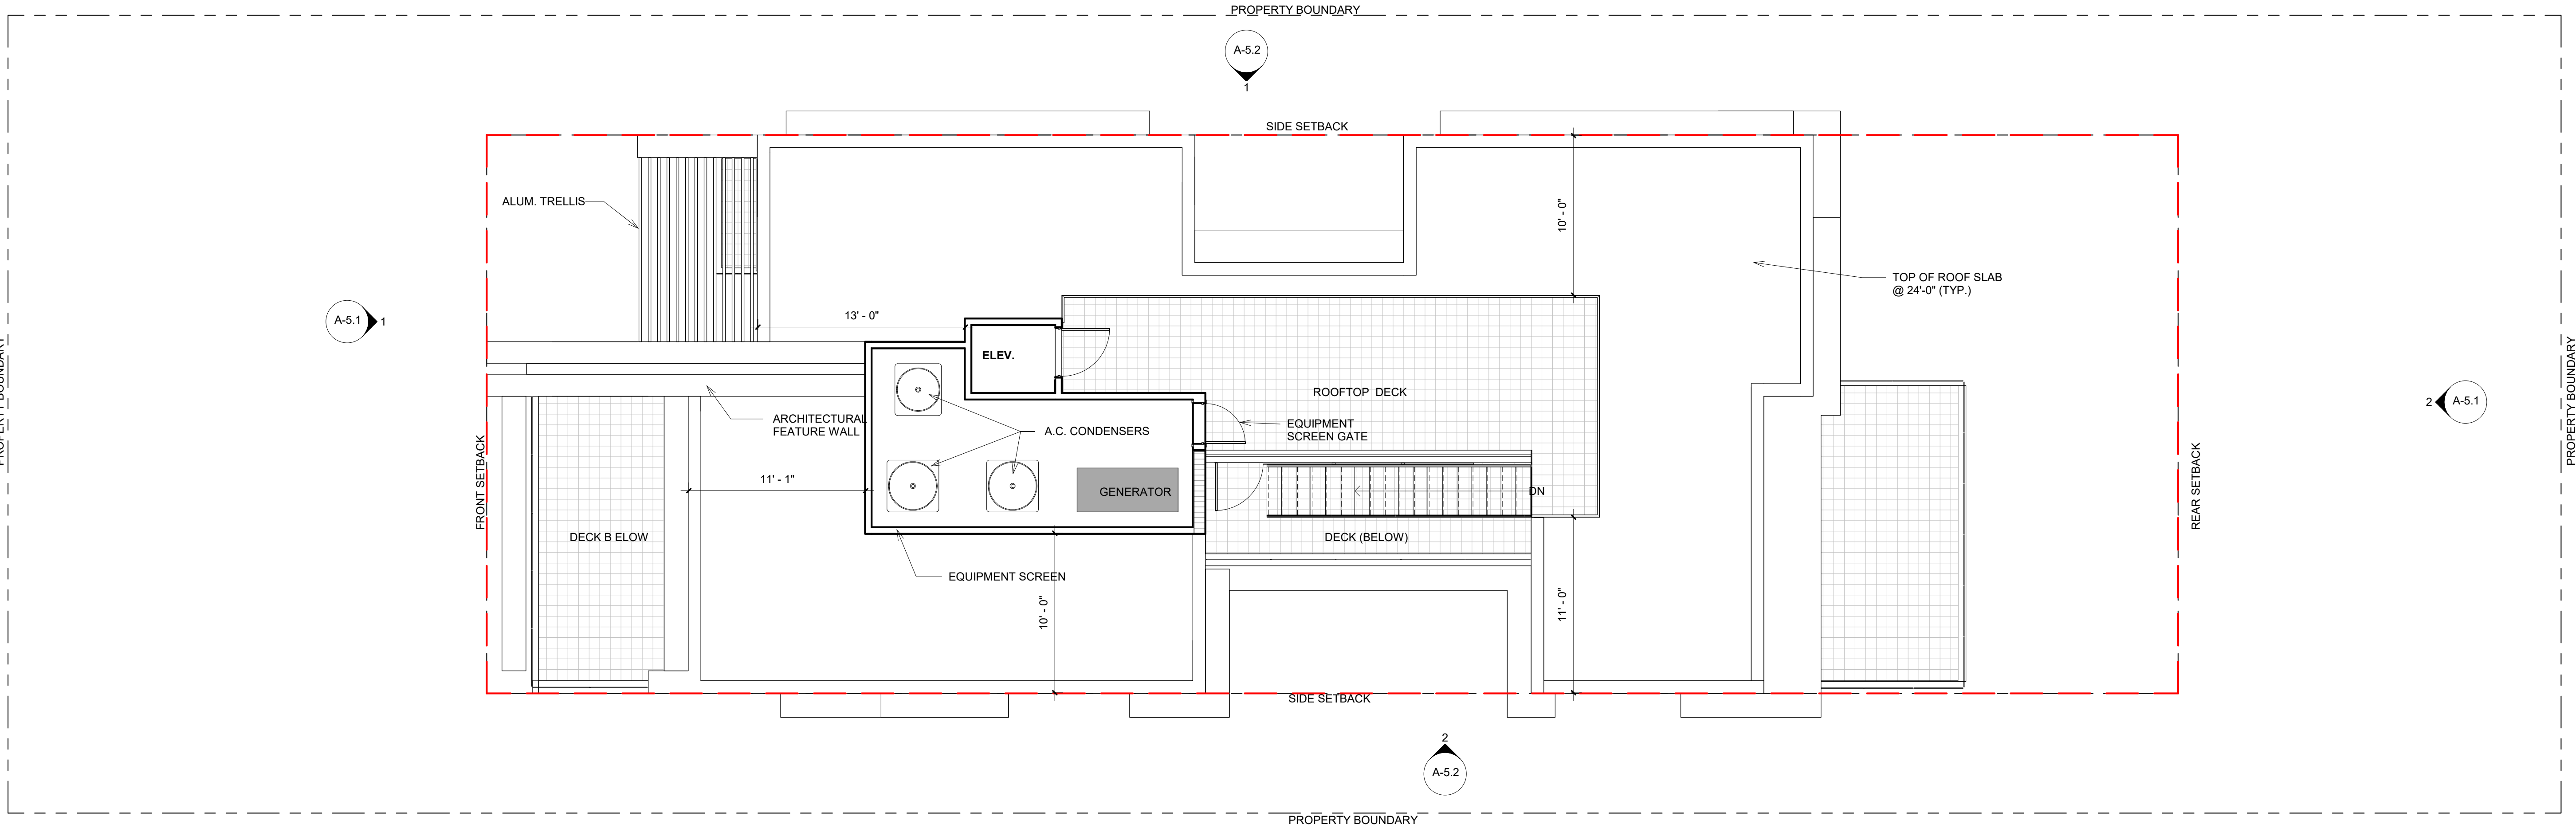 PROPERTY BOUNDARY
A-5.2
1
SIDE SETBACK
ALUM. TRELLIS
10' - 0"
TOP OF ROOF SLAB
@ 24'-0" (TYP.)
A-5.1
1
13' - 0"
ELEV.
ROOFTOP DECK
PROPERTY BOUNDARY
PROPERTY BOUNDARY
2
A-5.1
ARCHITECTURAL
FEATURE WALL
A.C. CONDENSERS
EQUIPMENT
SCREEN GATE
FRONT SETBACK
REAR SETBACK
11' - 1"
GENERATOR
DN
DECK B ELOW
DECK (BELOW)
EQUIPMENT SCREEN
10' - 0"
11' - 0"
SIDE SETBACK
2
A-5.2
PROPERTY BOUNDARY